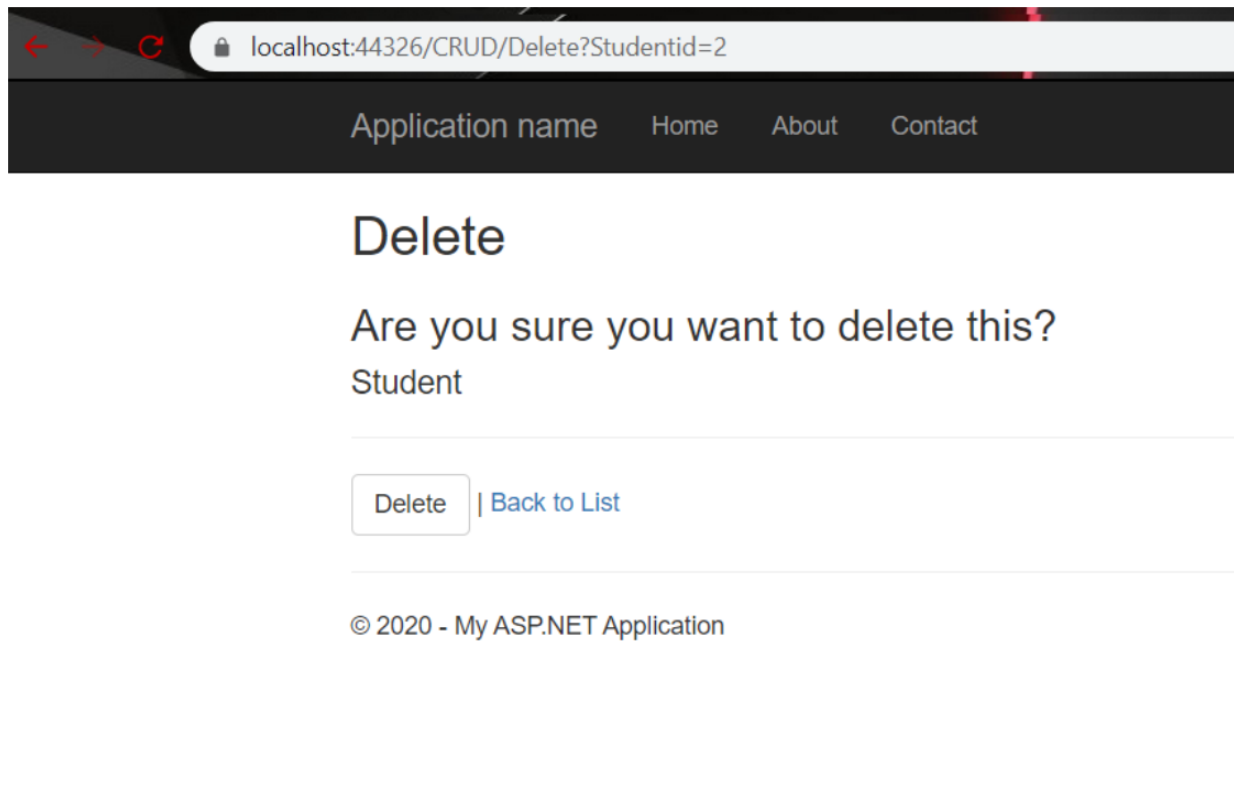 localhost:44326/CRUD/Delete?Studentid=2
Application name Home About Contact
Delete
Are you sure you want to delete this?
Student
Delete | Back to List
© 2020 - My ASP.NET Application